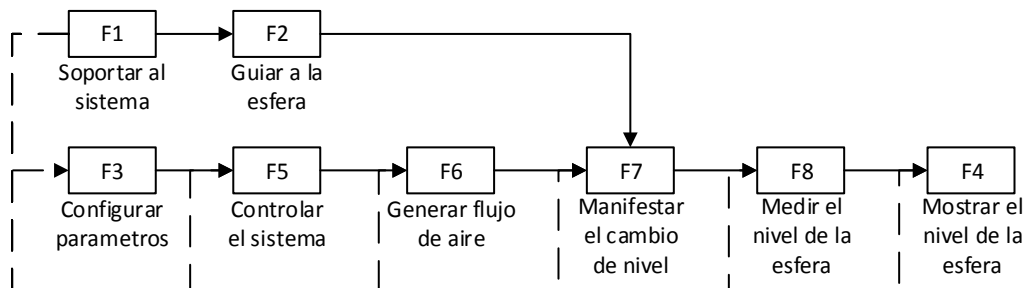 F1
Soportar al
sistema
F2
Guiar a la
esfera
F3
Configurar
parametros
F5
Controlar
el sistema
F6
Generar flujo
de aire
F7
Manifestar
el cambio
de nivel
F8
Medir el
nivel de la
esfera
F4
Mostrar el
nivel de la
esfera